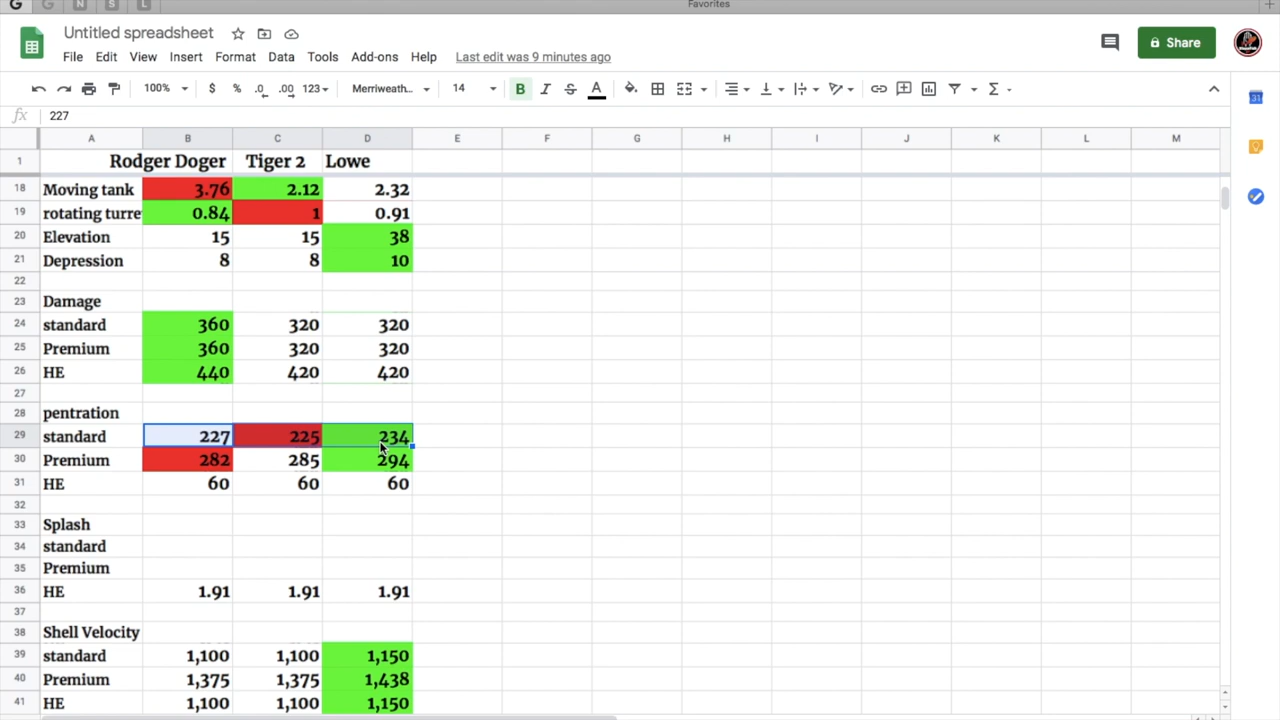 G G N S L Favorites
Untitled spreadsheet
File Edit View Insert Format Data Tools Add-ons Help Last edit was 9 minutes ago
Share
100% $ % .0 .00 123 Merriweath... 14 B I S A Σ
fx 227
A B C D E F G H I J K L M
1 Rodger Doger Tiger 2 Lowe
18 Moving tank 3.76 2.12 2.32
19 rotating turre 0.84 1 0.91
20 Elevation 15 15 38
21 Depression 8 8 10
22
23 Damage
24 standard 360 320 320
25 Premium 360 320 320
26 HE 440 420 420
27
28 pentration
29 standard 227 225 234
30 Premium 282 285 294
31 HE 60 60 60
32
33 Splash
34 standard
35 Premium
36 HE 1.91 1.91 1.91
37
38 Shell Velocity
39 standard 1,100 1,100 1,150
40 Premium 1,375 1,375 1,438
41 HE 1,100 1,100 1,150
31